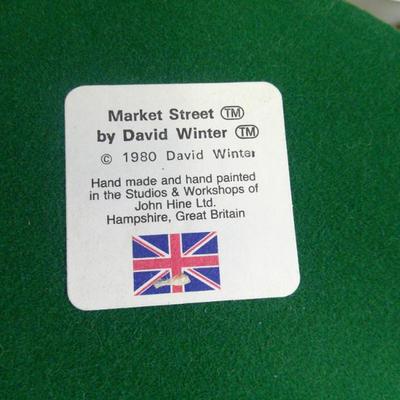 Market Street ™
by David Winter ™
© 1980 David Winter
Hand made and hand painted
in the Studios & Workshops of
John Hine Ltd.
Hampshire, Great Britain